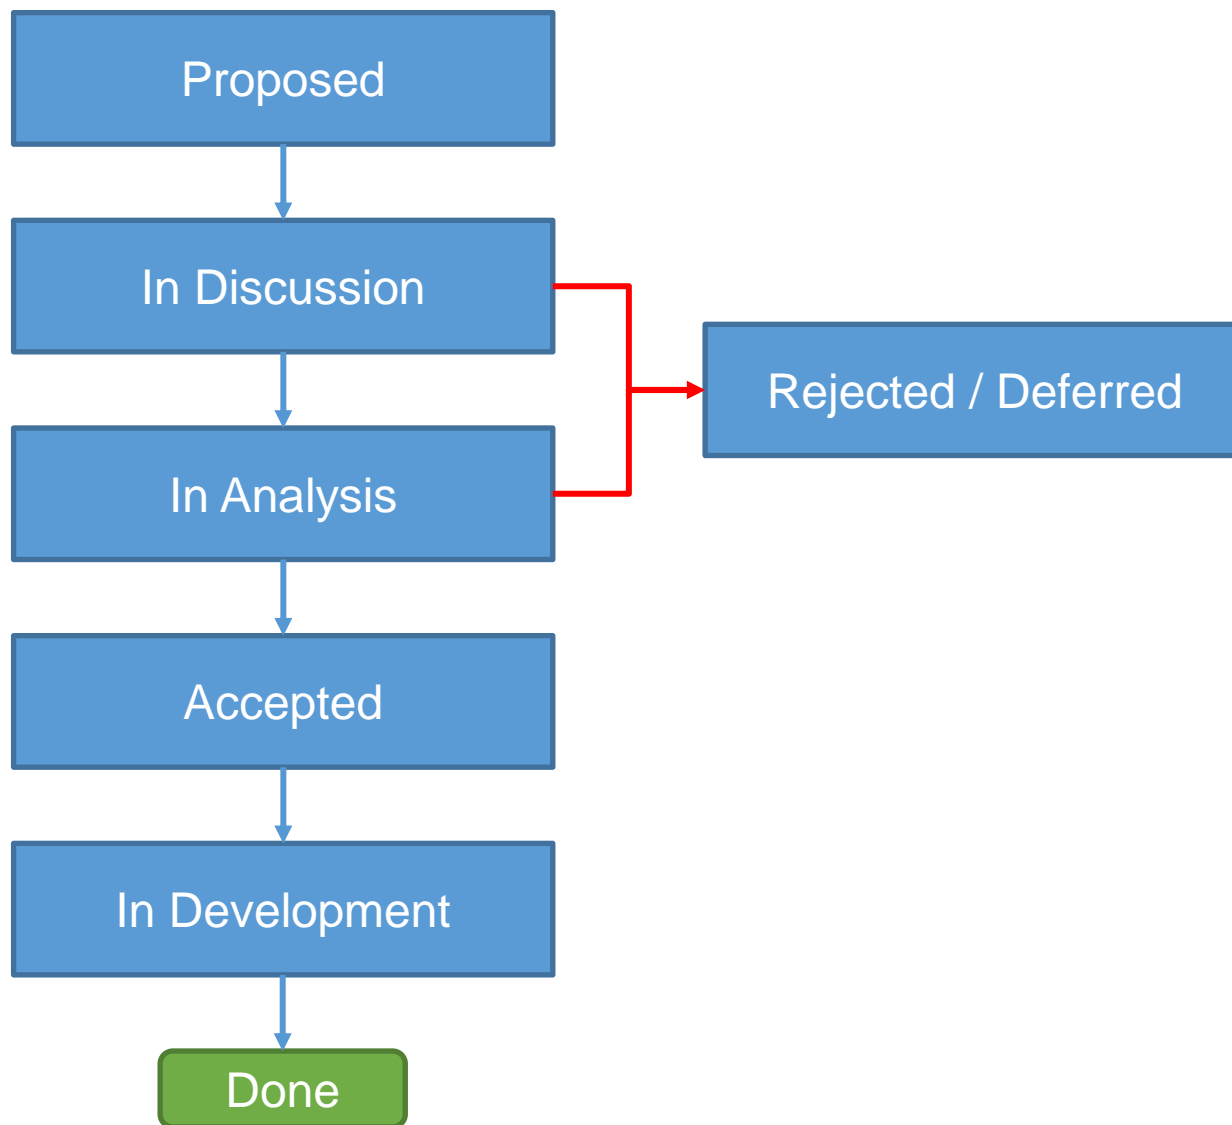 Proposed
In Discussion
Rejected / Deferred
In Analysis
Accepted
In Development
Done